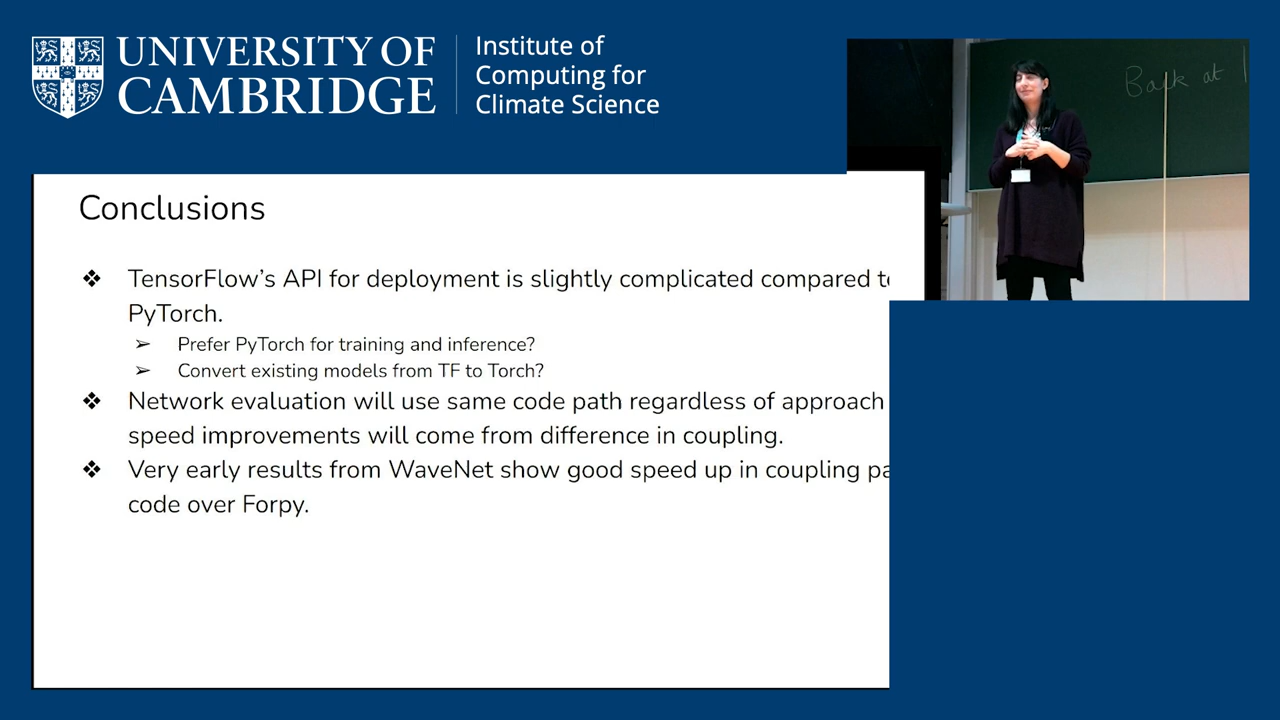 UNIVERSITY OF
CAMBRIDGE
Institute of
Computing for
Climate Science
Back at
Conclusions
❖ TensorFlow’s API for deployment is slightly complicated compared
PyTorch.
➢ Prefer PyTorch for training and inference?
➢ Convert existing models from TF to Torch?
❖ Network evaluation will use same code path regardless of approach
speed improvements will come from difference in coupling.
❖ Very early results from WaveNet show good speed up in coupling
code over Forpy.